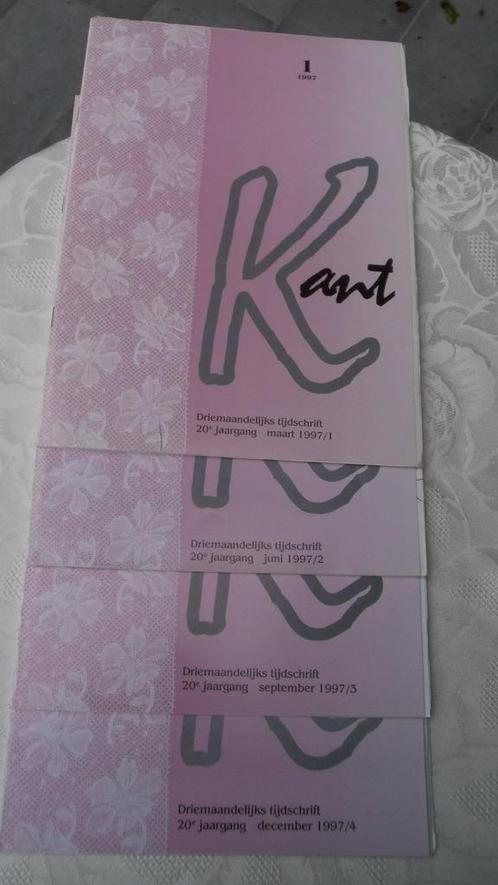 1
1997
Kant
Driemaandelijks tijdschrift
20e jaargang maart 1997/1
Driemaandelijks tijdschrift
20e jaargang juni 1997/2
Driemaandelijks tijdschrift
20e jaargang september 1997/3
Driemaandelijks tijdschrift
20e jaargang december 1997/4